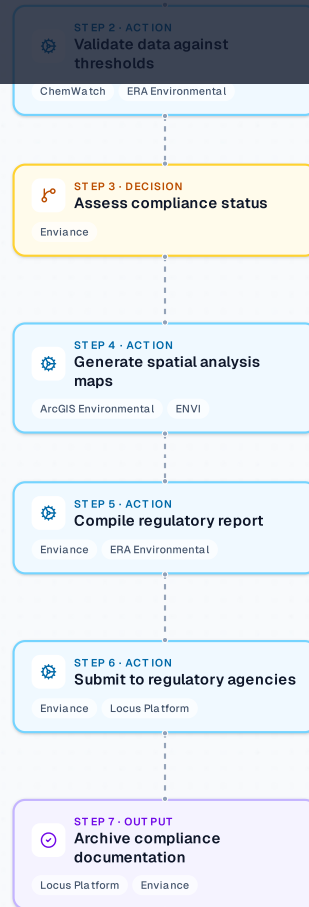 STEP 2 · ACTION
Validate data against
thresholds
ChemWatch ERA Environmental
STEP 3 · DECISION
Assess compliance status
Enviance
STEP 4 · ACTION
Generate spatial analysis
maps
ArcGIS Environmental ENVI
STEP 5 · ACTION
Compile regulatory report
Enviance ERA Environmental
STEP 6 · ACTION
Submit to regulatory agencies
Enviance Locus Platform
STEP 7 · OUTPUT
Archive compliance
documentation
Locus Platform Enviance